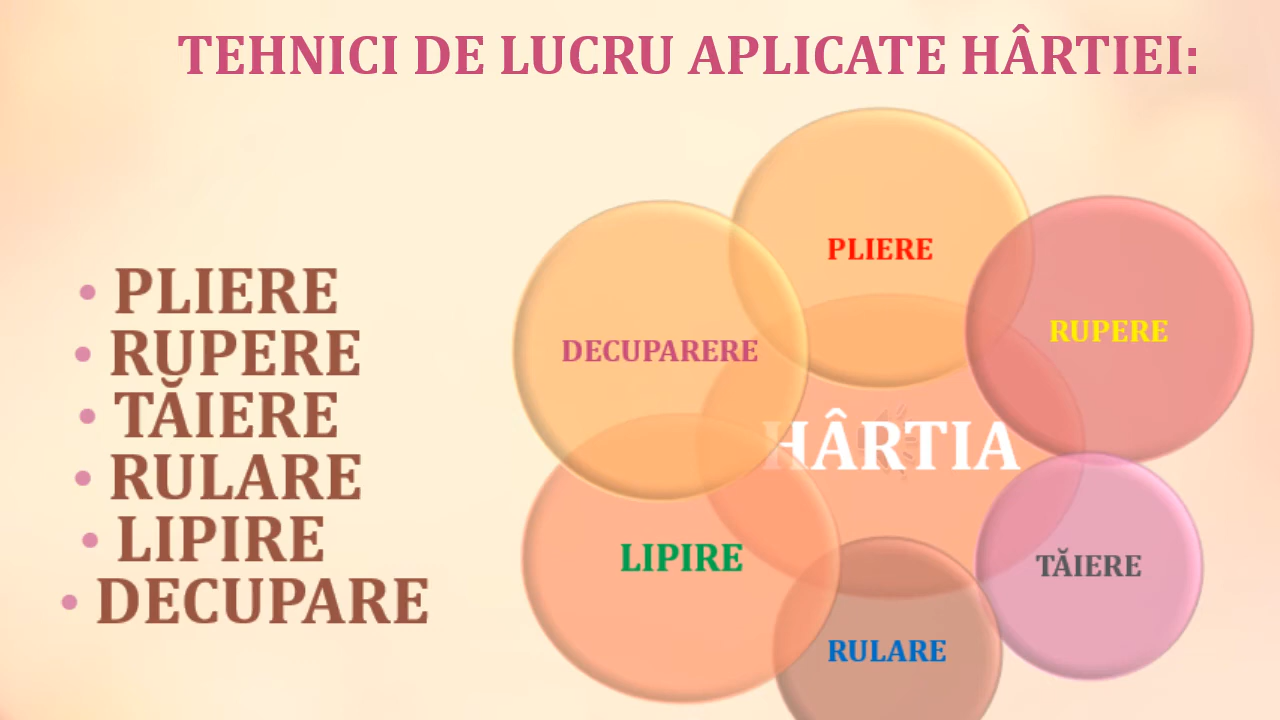 TEHNICI DE LUCRU APLICATE HÂRTIEI:
• PLIERE
• RUPERE
• TĂIERE
• RULARE
• LIPIRE
• DECUPARE
PLIERE
RUPERE
DECUPARERE
HÂRTIA
LIPIRE
TĂIERE
RULARE